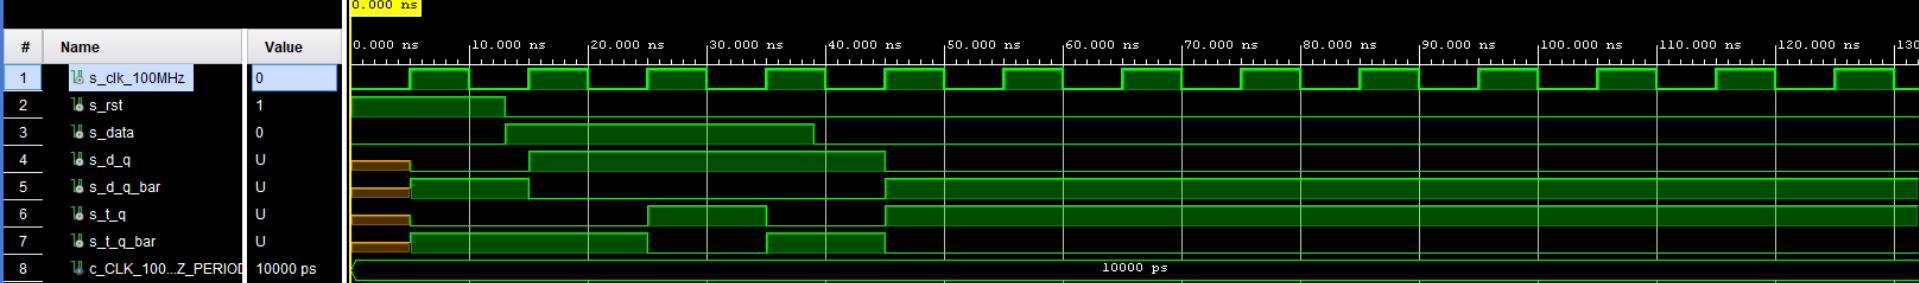 0.000 ns
# Name Value
0.000 ns 10.000 ns 20.000 ns 30.000 ns 40.000 ns 50.000 ns 60.000 ns 70.000 ns 80.000 ns 90.000 ns 100.000 ns 110.000 ns 120.000 ns 130
1 s_clk_100MHz 0
2 s_rst 1
3 s_data 0
4 s_d_q U
5 s_d_q_bar U
6 s_t_q U
7 s_t_q_bar U
8 c_CLK_100...Z_PERIOD 10000 ps 10000 ps